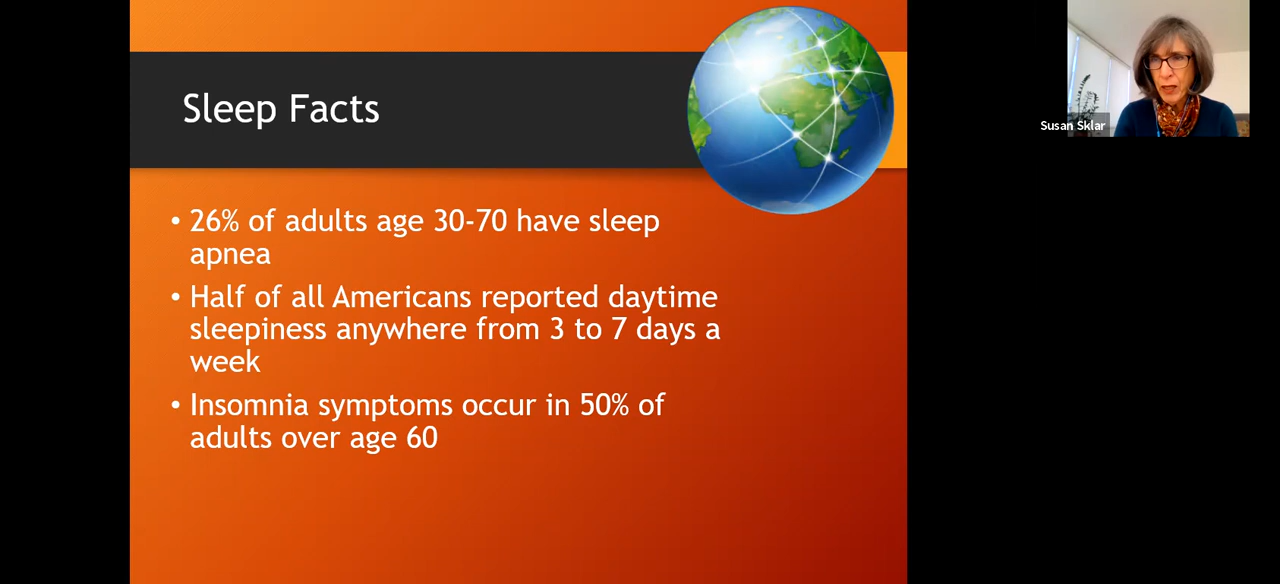 Sleep Facts
• 26% of adults age 30-70 have sleep
apnea
• Half of all Americans reported daytime
sleepiness anywhere from 3 to 7 days a
week
• Insomnia symptoms occur in 50% of
adults over age 60
Susan Sklar